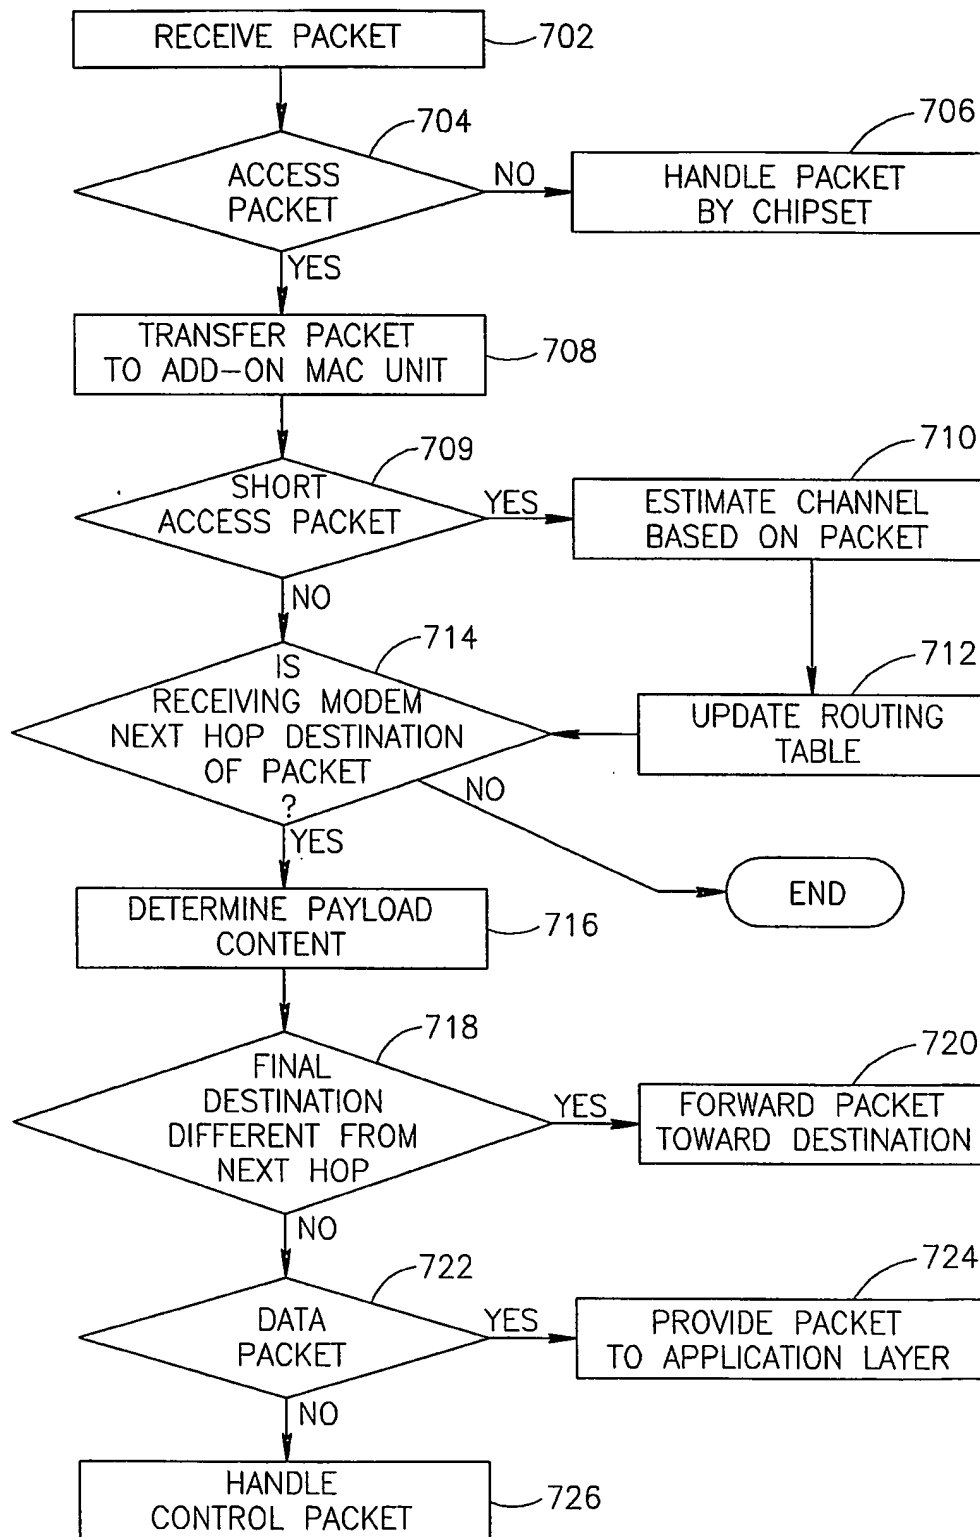 RECEIVE PACKET
702
704
706
ACCESS
PACKET
NO
HANDLE PACKET
BY CHIPSET
YES
TRANSFER PACKET
TO ADD-ON MAC UNIT
708
709
710
SHORT
ACCESS PACKET
YES
ESTIMATE CHANNEL
BASED ON PACKET
NO
714
712
IS
RECEIVING MODEM
NEXT HOP DESTINATION
OF PACKET
?
UPDATE ROUTING
TABLE
NO
YES
END
DETERMINE PAYLOAD
CONTENT
716
718
720
FINAL
DESTINATION
DIFFERENT FROM
NEXT HOP
YES
FORWARD PACKET
TOWARD DESTINATION
NO
722
724
DATA
PACKET
YES
PROVIDE PACKET
TO APPLICATION LAYER
NO
HANDLE
CONTROL PACKET
726